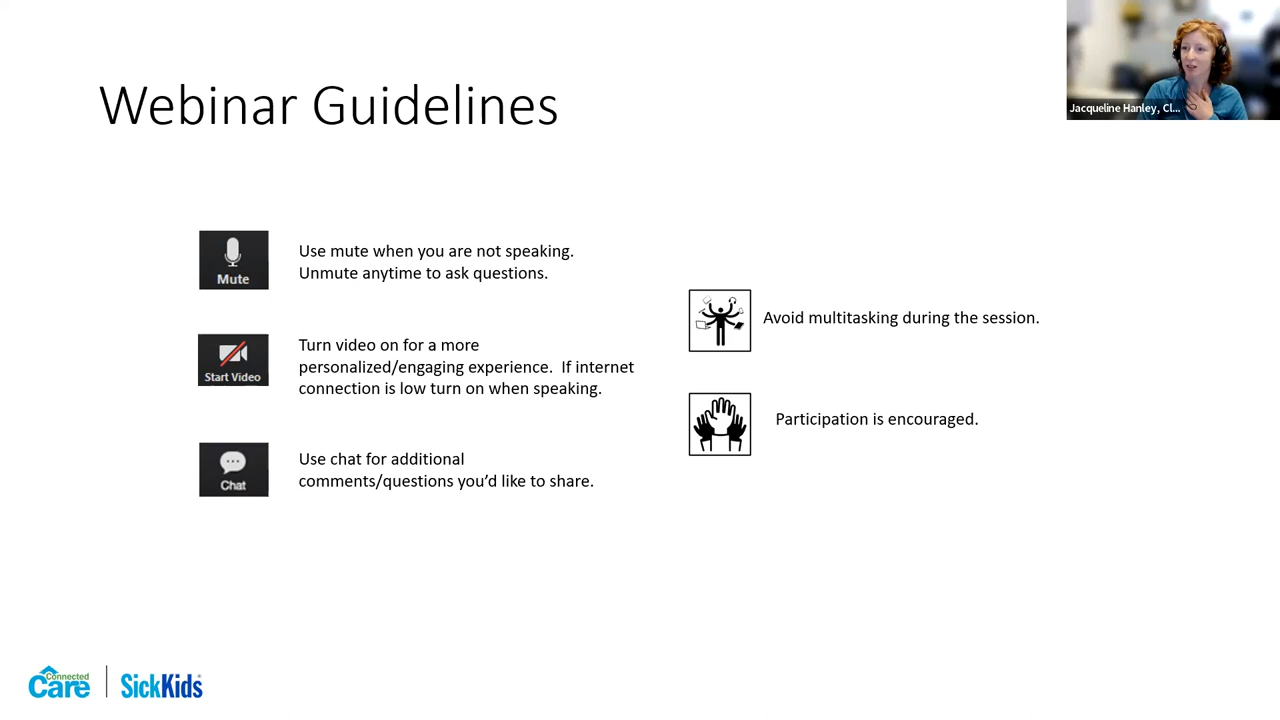 Webinar Guidelines
Jacqueline Hanley, Cl...
Mute
Use mute when you are not speaking.
Unmute anytime to ask questions.
Start Video
Turn video on for a more
personalized/engaging experience.  If internet
connection is low turn on when speaking.
Chat
Use chat for additional
comments/questions you’d like to share.
Avoid multitasking during the session.
Participation is encouraged.
Connected
Care
SickKids®